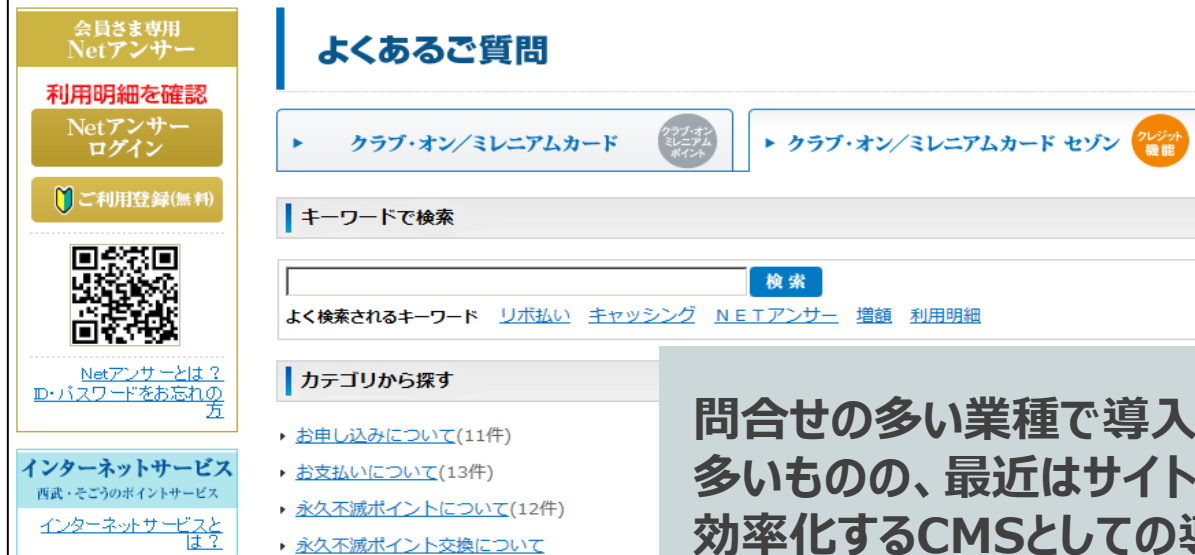 会員さま専用
Netアンサー
利用明細を確認
Netアンサー
ログイン
ご利用登録(無料)
Netアンサーとは？
ID・パスワードをお忘れの
方
インターネットサービス
西武・そごうのポイントサービス
インターネットサービスと
は？
よくあるご質問
クラブ・オン／ミレニアムカード
クラブ・オン
ミレニアム
ポイント
クラブ・オン／ミレニアムカード セゾン
クレジット
機能
キーワードで検索
検索
よく検索されるキーワード リボ払い キャッシング ＮＥＴアンサー 増額 利用明細
カテゴリから探す
お申し込みについて(11件)
お支払いについて(13件)
永久不滅ポイントについて(12件)
永久不滅ポイント交換について
問合せの多い業種で導入
多いものの、最近はサイト
効率化するCMSとしての導